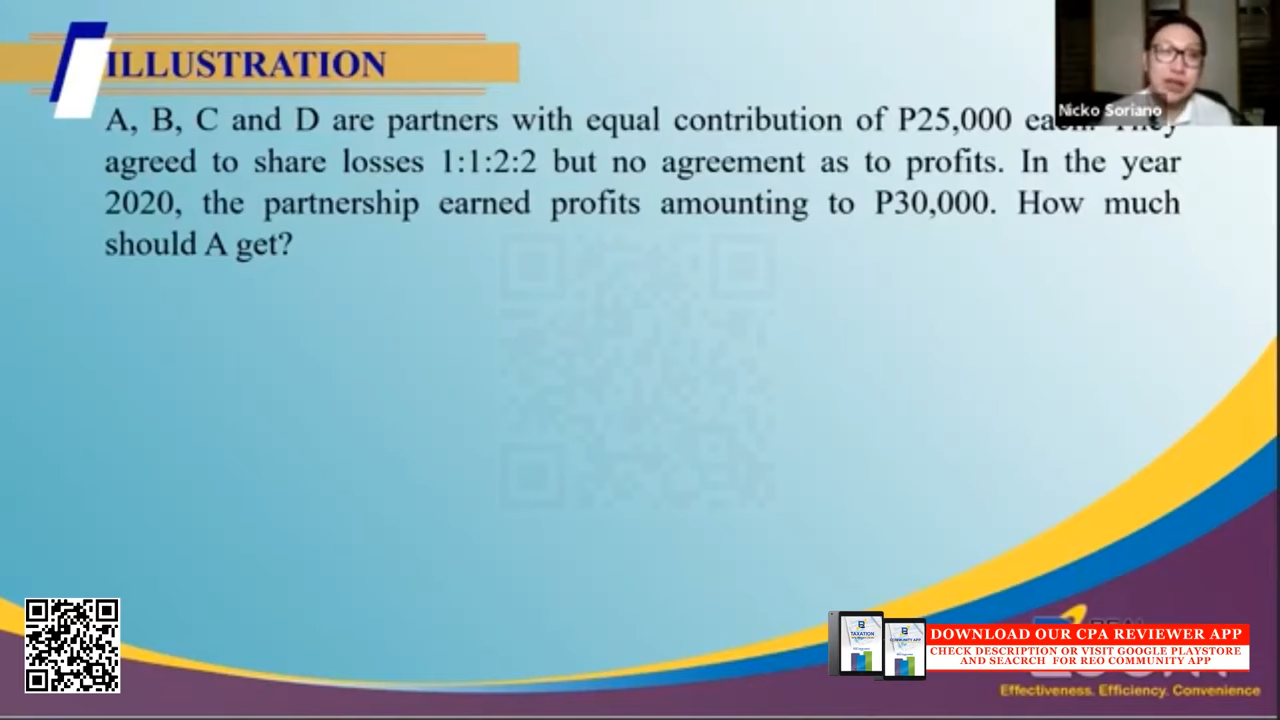 ILLUSTRATION
Nicko Soriano
A, B, C and D are partners with equal contribution of P25,000
agreed to share losses 1:1:2:2 but no agreement as to profits. In the year
2020, the partnership earned profits amounting to P30,000. How much
should A get?
TAXATION
COMMUNITY APP
DOWNLOAD OUR CPA REVIEWER APP
CHECK DESCRIPTION OR VISIT GOOGLE PLAYSTORE
AND SEACRCH FOR REO COMMUNITY APP
Effectiveness. Efficiency. Convenience